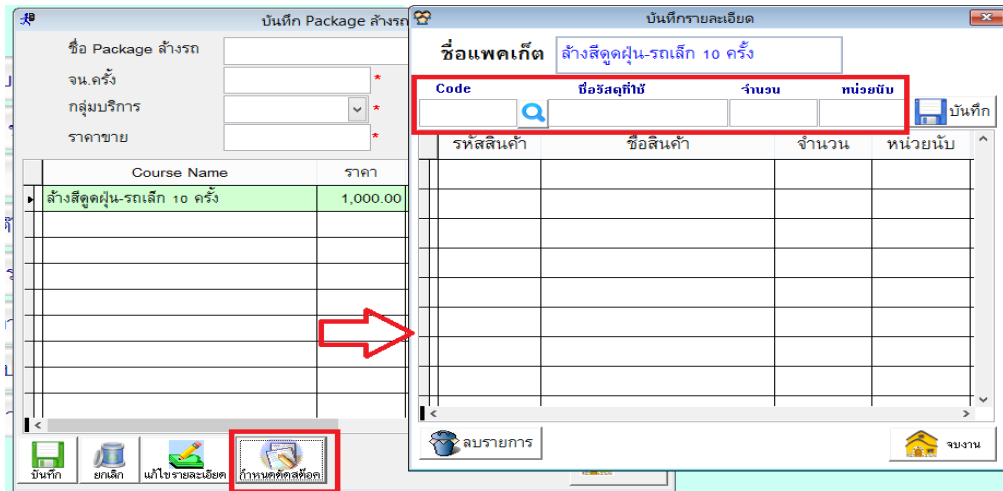 บันทึก Package ล้างรถ
ชื่อ Package ล้างรถ
จน.ครั้ง *
กลุ่มบริการ *
ราคาขาย *
Course Name ราคา
ล้างสีดูดฝุ่น-รถเล็ก 10 ครั้ง 1,000.00
บันทึก ยกเลิก แก้ไขรายละเอียด กำหนดตัดสต๊อค
บันทึกรายละเอียด
ชื่อแพคเก็ต ล้างสีดูดฝุ่น-รถเล็ก 10 ครั้ง
Code ชื่อวัสดุที่ใช้ จำนวน หน่วยนับ
บันทึก
รหัสสินค้า ชื่อสินค้า จำนวน หน่วยนับ
ลบรายการ จบงาน